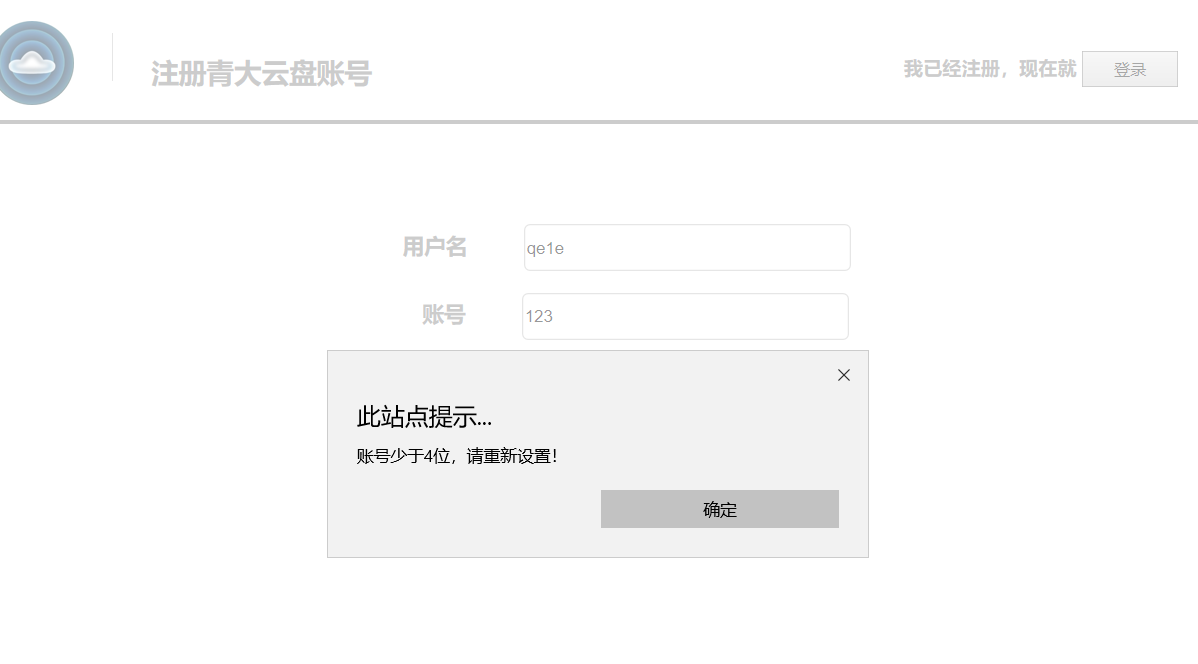 注册青大云盘账号
我已经注册，现在就 登录
用户名 qe1e
账号 123
此站点提示...
账号少于4位，请重新设置！
确定